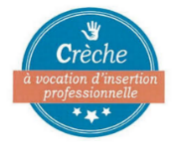 Crèche
à vocation d'insertion
professionnelle